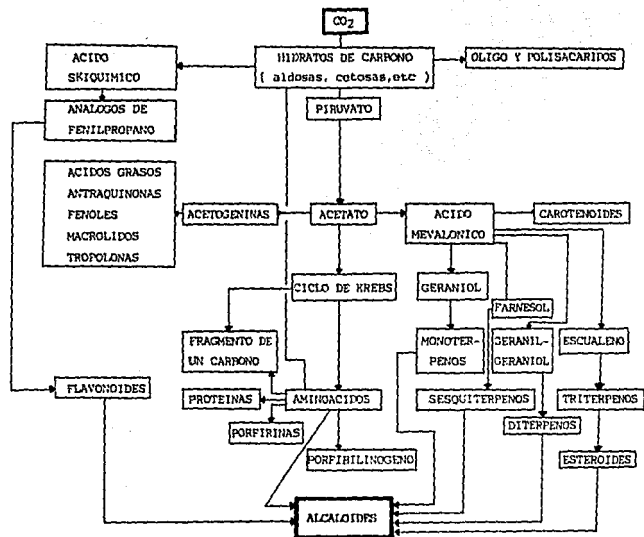 CO2
HIDRATOS DE CARBONO
( aldosas, cetosas,etc )
OLIGO Y POLISACARIDOS
ACIDO
SKIQUIMICO
PIRUVATO
ANALOGOS DE
FENILPROPANO
ACIDOS GRASOS
ANTRAQUINONAS
FENOLES
MACROLIDOS
TROPOLONAS
ACETOGENINAS
ACETATO
ACIDO
MEVALONICO
CAROTENOIDES
CICLO DE KREBS
GERANIOL
FARNESOL
FRAGMENTO DE
UN CARBONO
MONOTER-
PENOS
GERANIL-
GERANIOL
ESCUALENO
FLAVONOIDES
PROTEINAS
AMINOACIDOS
SESQUITERPENOS
TRITERPENOS
PORFIRINAS
DITERPENOS
PORFIBILINOGENO
ESTEROIDES
ALCALOIDES